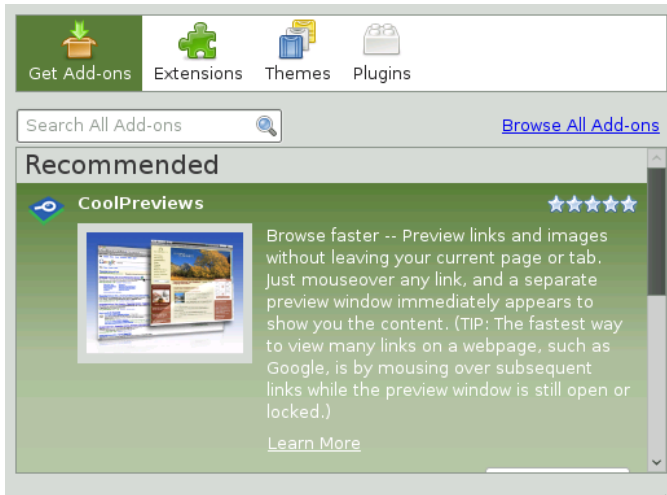 Get Add-ons Extensions Themes Plugins
Search All Add-ons Browse All Add-ons
Recommended
CoolPreviews
Browse faster -- Preview links and images
without leaving your current page or tab.
Just mouseover any link, and a separate
preview window immediately appears to
show you the content. (TIP: The fastest way
to view many links on a webpage, such as
Google, is by mousing over subsequent
links while the preview window is still open or
locked.)
Learn More